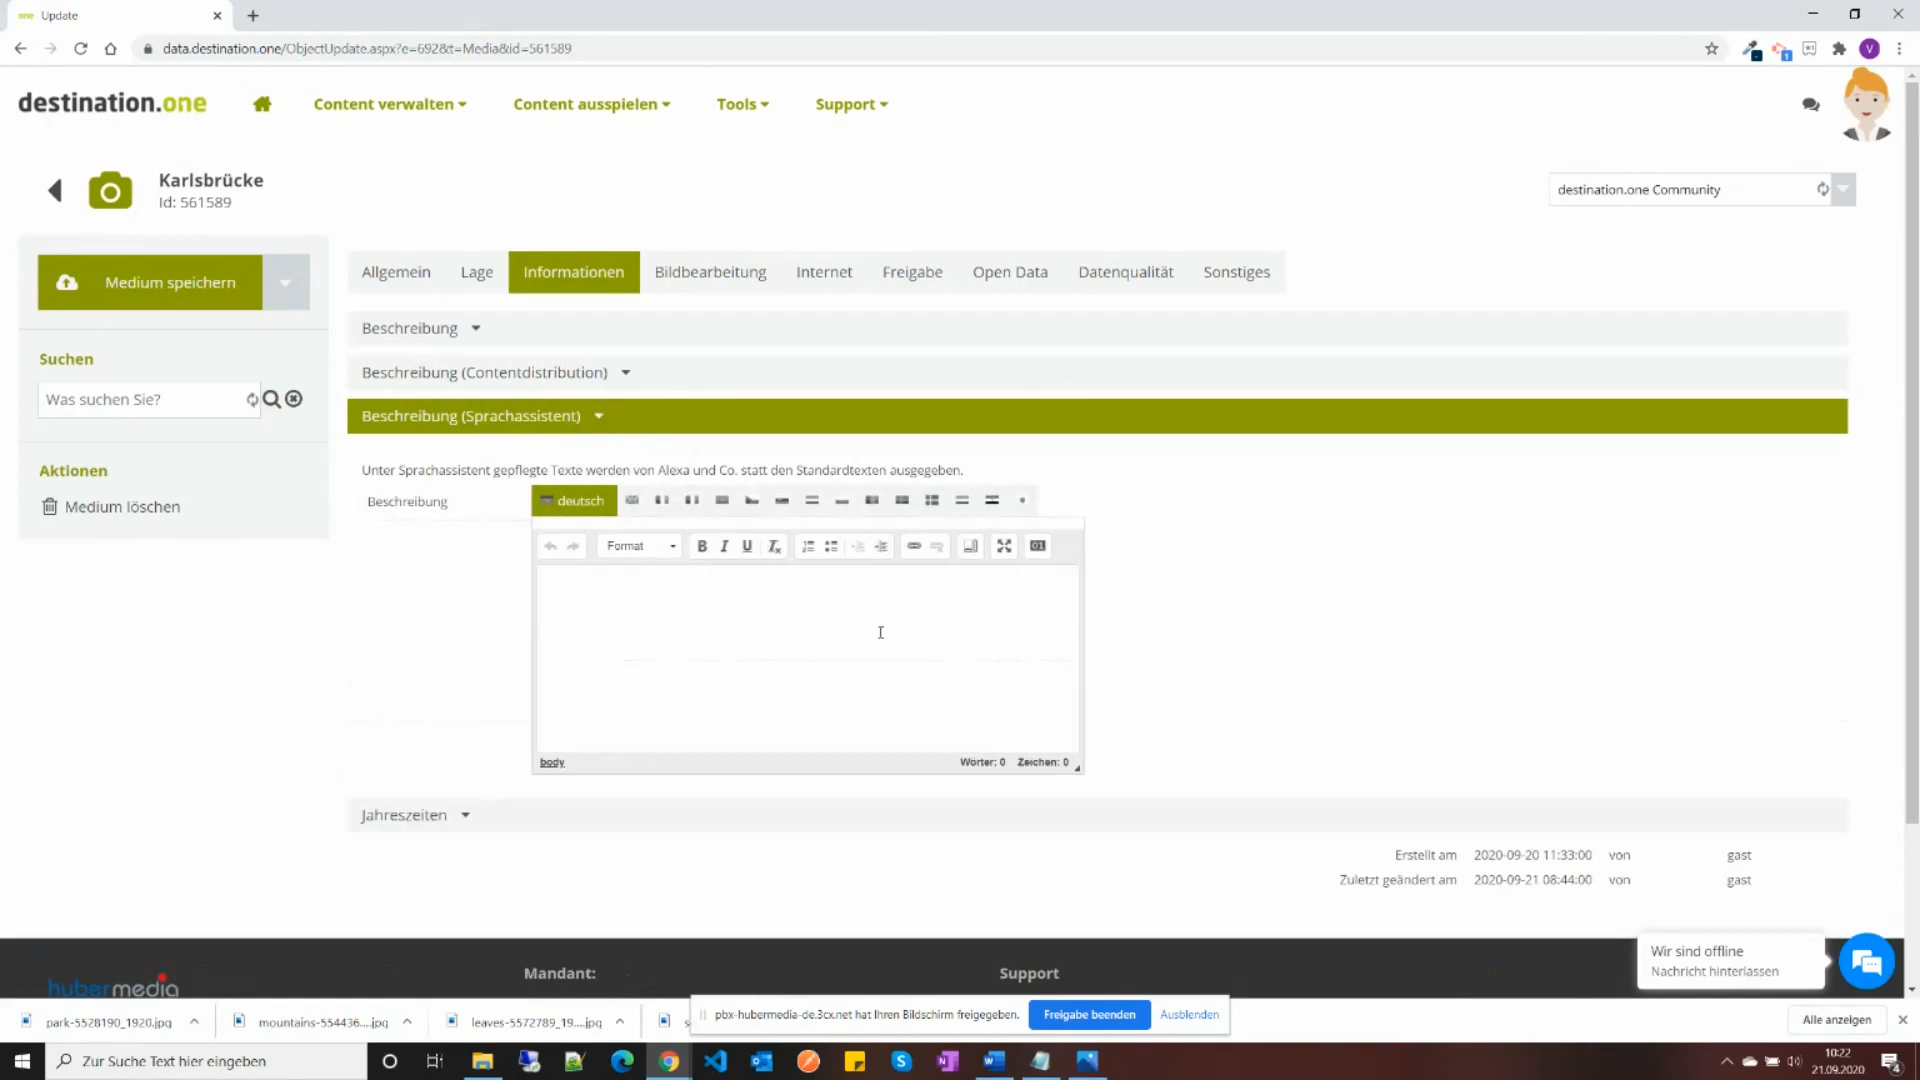 one Update
data.destination.one/ObjectUpdate.aspx?e=692&t=Media&id=561589
V
destination.one
Content verwalten
Content ausspielen
Tools
Support
Karlsbrücke
Id: 561589
destination.one Community
Medium speichern
Allgemein
Lage
Informationen
Bildbearbeitung
Internet
Freigabe
Open Data
Datenqualität
Sonstiges
Beschreibung
Suchen
Beschreibung (Contentdistribution)
Was suchen Sie?
Beschreibung (Sprachassistent)
Aktionen
Medium löschen
Unter Sprachassistent gepflegte Texte werden von Alexa und Co. statt den Standardtexten ausgegeben.
Beschreibung
deutsch
Format
B I U Ix
body
Wörter: 0 Zeichen: 0
Jahreszeiten
Erstellt am 2020-09-20 11:33:00 von gast
Zuletzt geändert am 2020-09-21 08:44:00 von gast
Wir sind offline
Nachricht hinterlassen
hubermedia
Mandant:
Support
park-5528190_1920.jpg
mountains-554436....jpg
leaves-5572789_19....jpg
pbx-hubermedia-de.3cx.net hat Ihren Bildschirm freigegeben.
Freigabe beenden
Ausblenden
Alle anzeigen
Zur Suche Text hier eingeben
10:22
21.09.2020
4